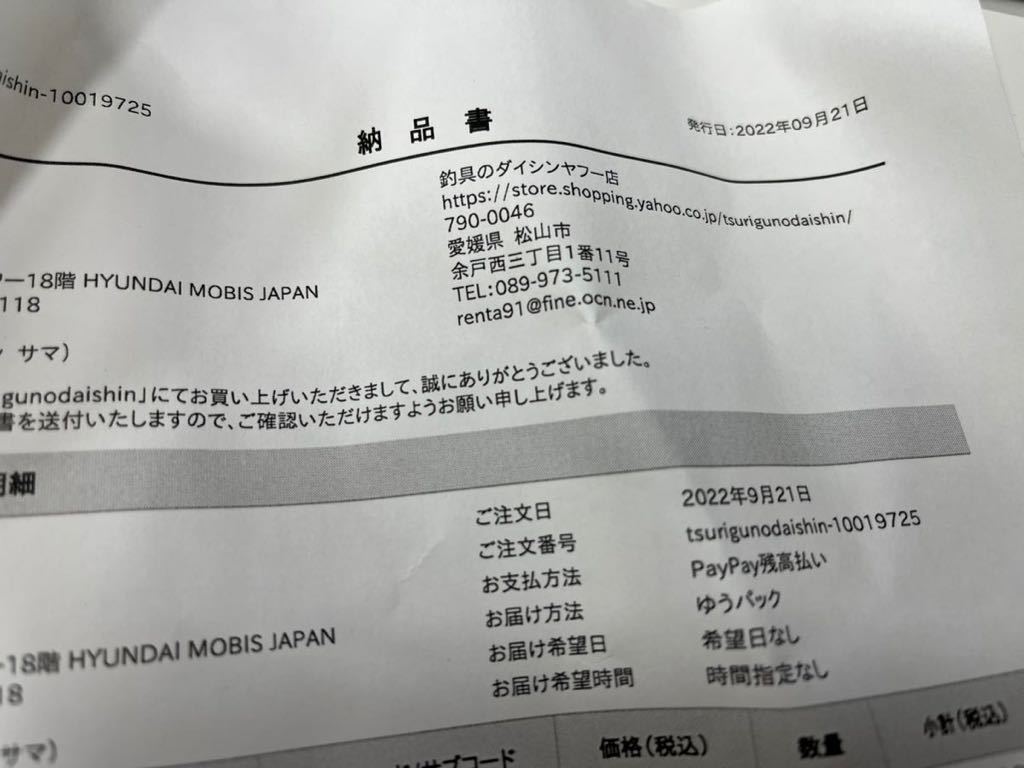 aishin-10019725
納品書
発行日:2022年09月21日
釣具のダイシンヤフー店
https://store.shopping.yahoo.co.jp/tsurigunodaishin/
790-0046
愛媛県 松山市
余戸西三丁目1番11号
TEL:089-973-5111
renta91@fine.ocn.ne.jp
ー18階 HYUNDAI MOBIS JAPAN
118
サマ)
igunodaishin」にてお買い上げいただきまして、誠にありがとうございました。
書を送付いたしますので、ご確認いただけますようお願い申し上げます。
明細
ご注文日 2022年9月21日
ご注文番号 tsurigunodaishin-10019725
お支払方法 PayPay残高払い
お届け方法 ゆうパック
お届け希望日 希望日なし
お届け希望時間 時間指定なし
ー18階 HYUNDAI MOBIS JAPAN
18
サマ)
サブコード 価格(税込) 数量 小計(税込)